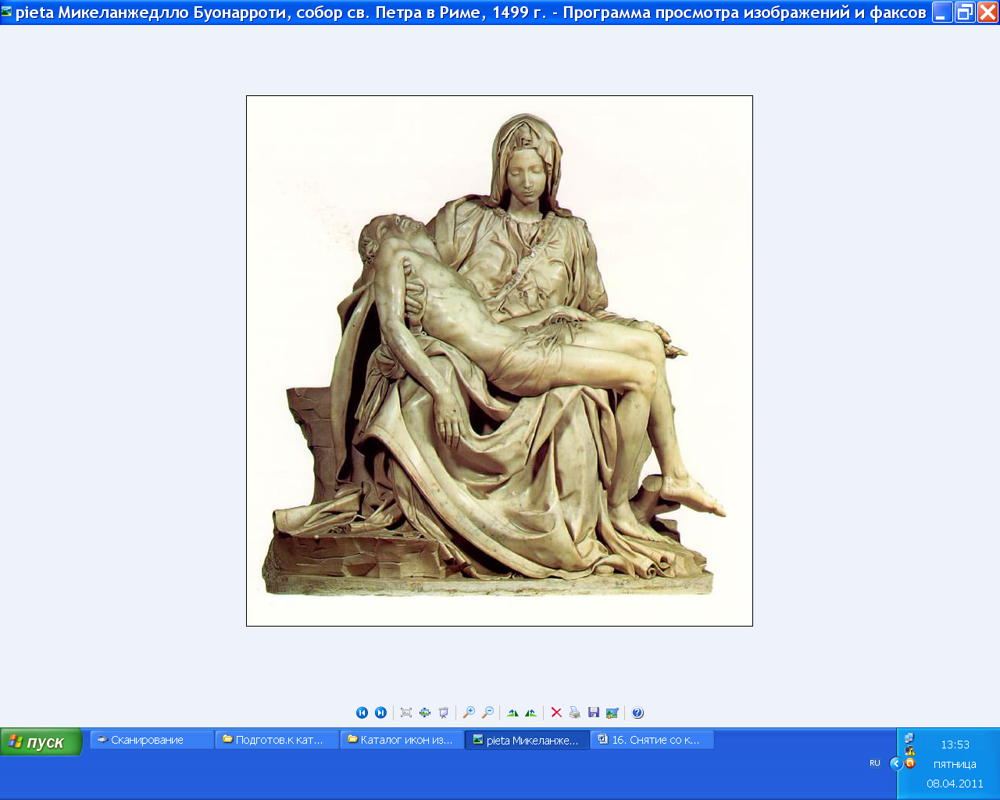 pieta Микеланжедлло Буонарроти, собор св. Петра в Риме, 1499 г. - Программа просмотра изображений и факсов
пуск
Сканирование
Подготов.к кат...
Каталог икон из...
pieta Микеланже...
16. Снятие со к...
RU
13:53
пятница
08.04.2011